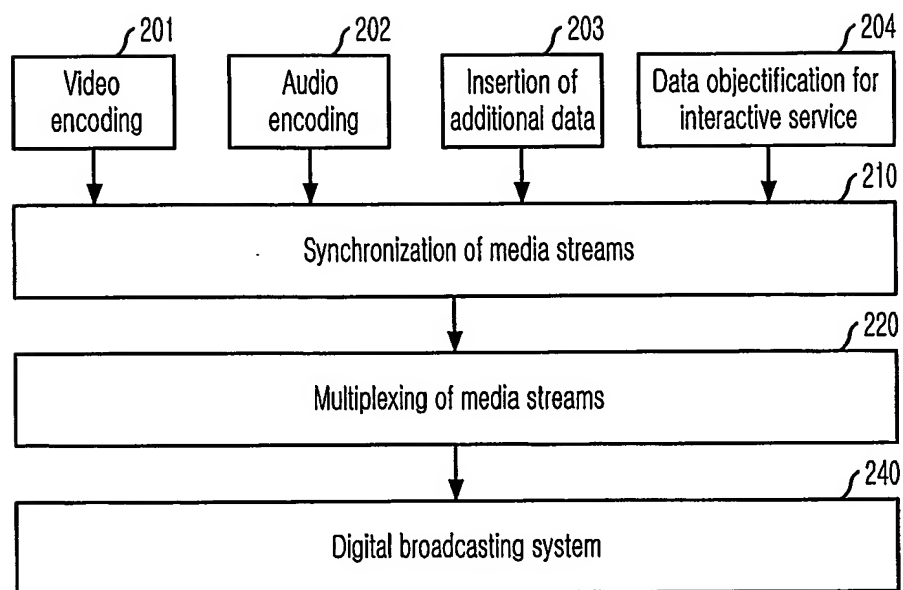 201
202
203
204
Video
encoding
Audio
encoding
Insertion of
additional data
Data objectification for
interactive service
210
Synchronization of media streams
220
Multiplexing of media streams
240
Digital broadcasting system